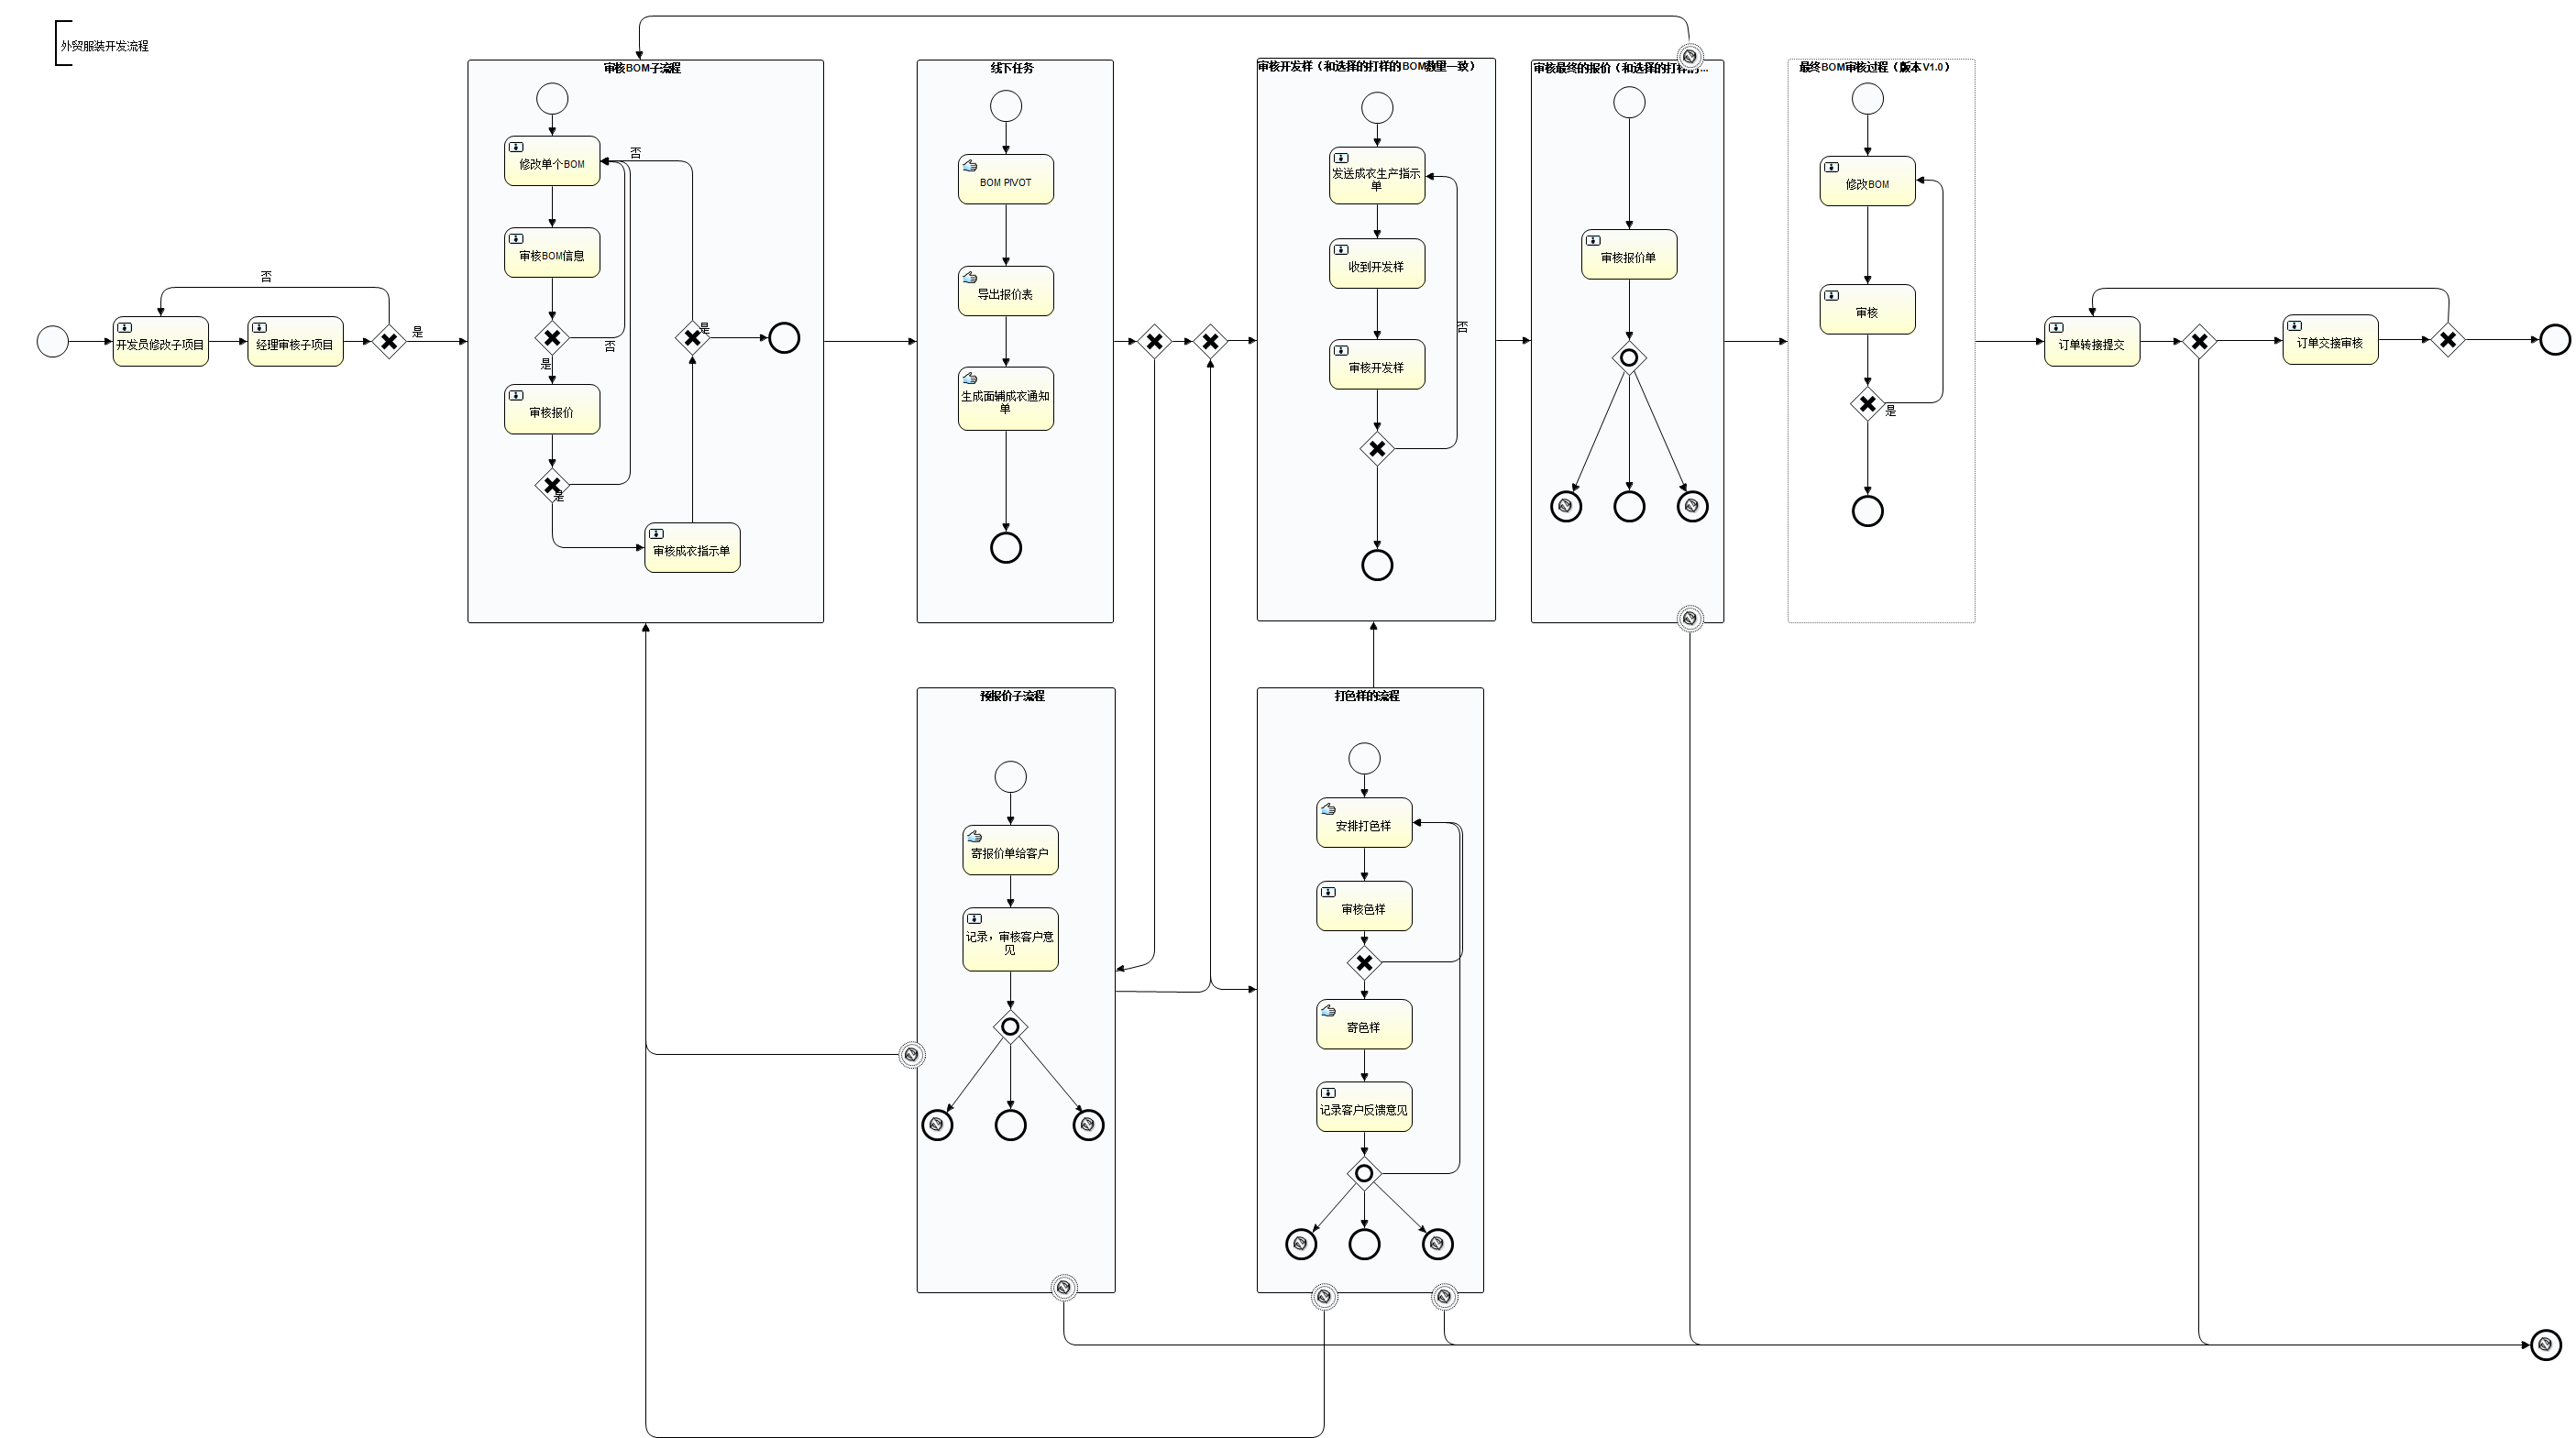 外贸服装开发流程
否
开发员修改子项目
经理审核子项目
是
审核BOM子流程
修改单个BOM
否
审核BOM信息
是
否
是
审核报价
是
审核成衣指示单
线下任务
BOM PIVOT
导出报价表
生成面辅成衣通知
单
审核开发样（和选择的打样的BOM数里一致）
发送成衣生产指示
单
收到开发样
否
审核开发样
审核最终的报价（和选择的打样的...
审核报价单
最终BOM审核过程（版本V1.0）
修改BOM
审核
是
订单转接提交
订单交接审核
预报价子流程
寄报价单给客户
记录，审核客户意
见
打色样的流程
安排打色样
审核色样
寄色样
记录客户反馈意见